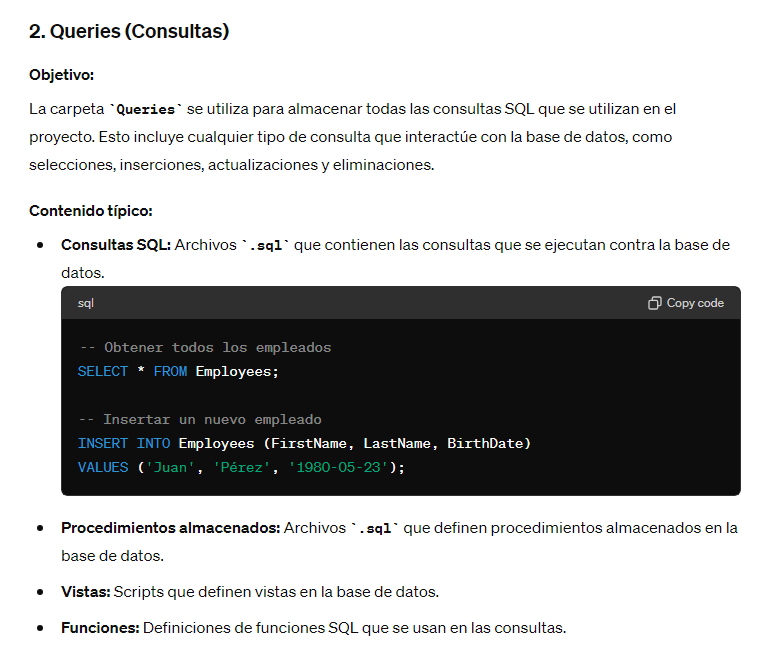 2. Queries (Consultas)
Objetivo:
La carpeta `Queries` se utiliza para almacenar todas las consultas SQL que se utilizan en el
proyecto. Esto incluye cualquier tipo de consulta que interactúe con la base de datos, como
selecciones, inserciones, actualizaciones y eliminaciones.
Contenido típico:
• Consultas SQL: Archivos `.sql` que contienen las consultas que se ejecutan contra la base de
datos.
sql Copy code
-- Obtener todos los empleados
SELECT * FROM Employees;
-- Insertar un nuevo empleado
INSERT INTO Employees (FirstName, LastName, BirthDate)
VALUES ('Juan', 'Pérez', '1980-05-23');
• Procedimientos almacenados: Archivos `.sql` que definen procedimientos almacenados en la
base de datos.
• Vistas: Scripts que definen vistas en la base de datos.
• Funciones: Definiciones de funciones SQL que se usan en las consultas.